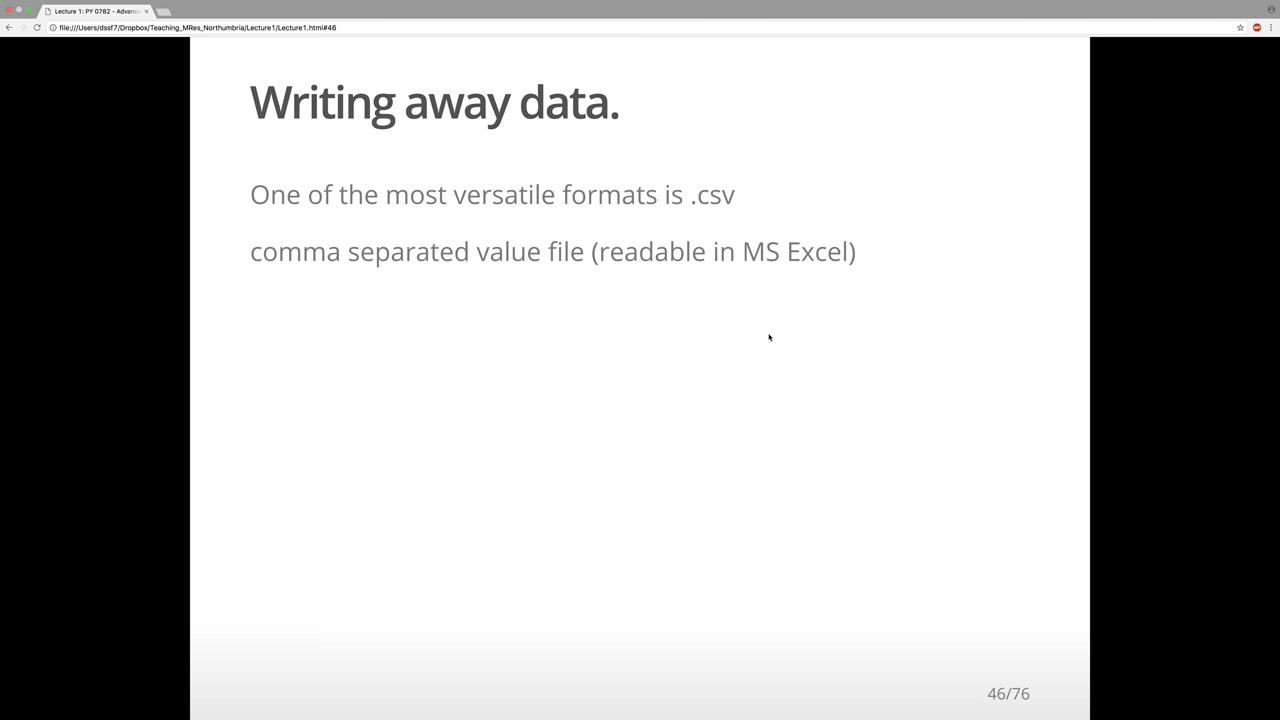 Lecture 1: PY 0782 - Advanc
file:///Users/dssf7/Dropbox/Teaching_MRes_Northumbria/Lecture1/Lecture1.html#46
Writing away data.
One of the most versatile formats is .csv
comma separated value file (readable in MS Excel)
46/76